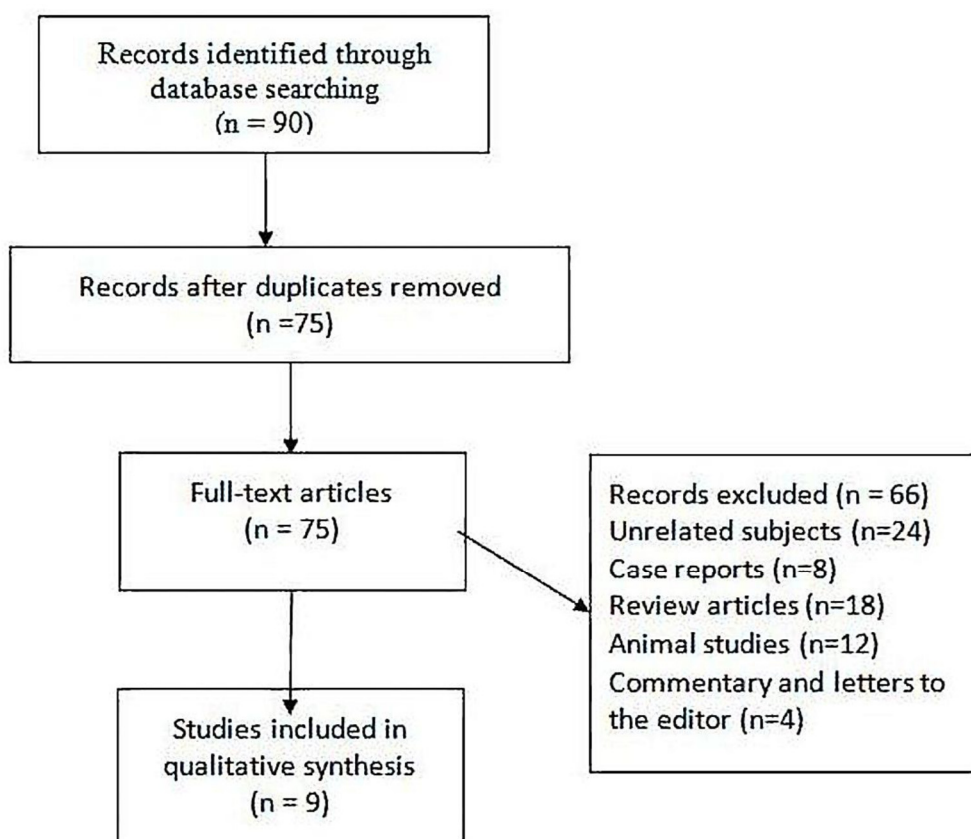 Records identified through
database searching
(n = 90)
Records after duplicates removed
(n =75)
Full-text articles
(n = 75)
Records excluded (n = 66)
Unrelated subjects (n=24)
Case reports (n=8)
Review articles (n=18)
Animal studies (n=12)
Commentary and letters to
the editor (n=4)
Studies included in
qualitative synthesis
(n = 9)